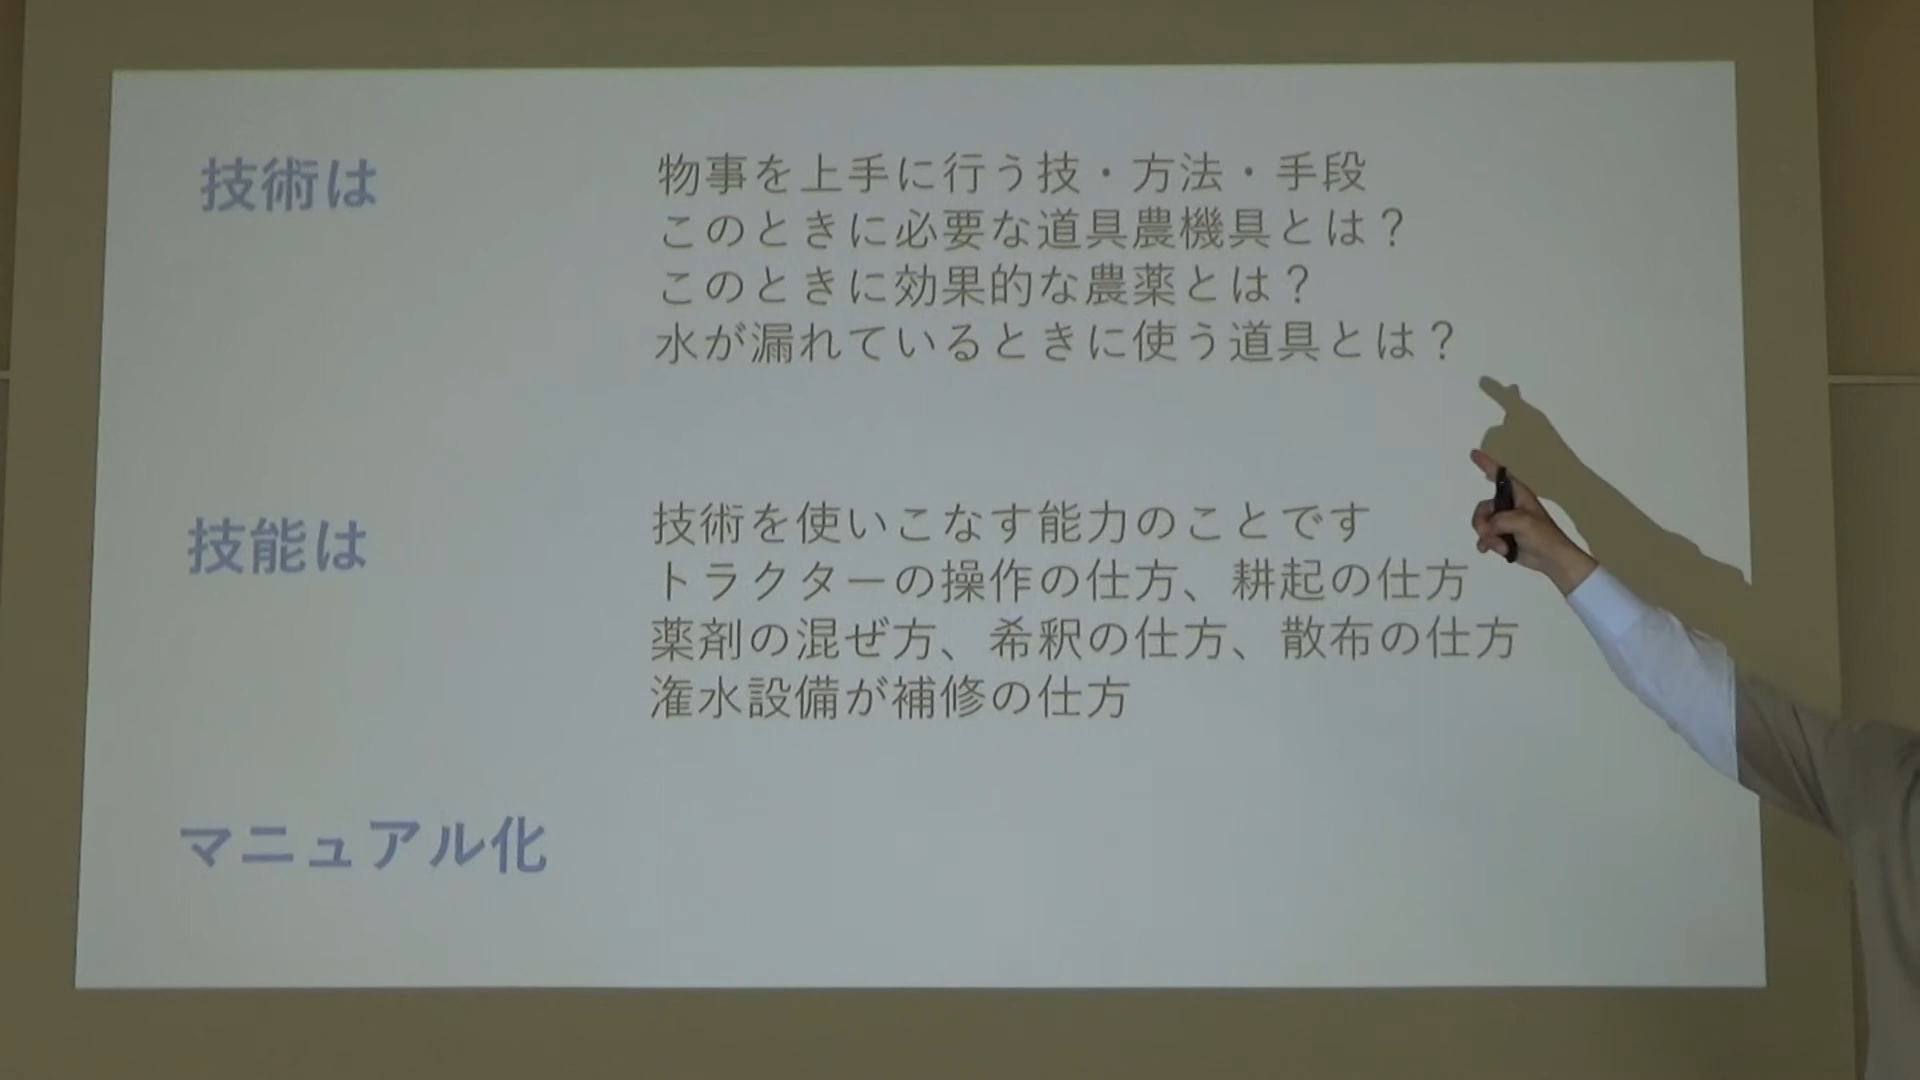 技術は
物事を上手に行う技・方法・手段
このときに必要な道具農機具とは？
このときに効果的な農薬とは？
水が漏れているときに使う道具とは？
技能は
技術を使いこなす能力のことです
トラクターの操作の仕方、耕起の仕方
薬剤の混ぜ方、希釈の仕方、散布の仕方
潅水設備が補修の仕方
マニュアル化